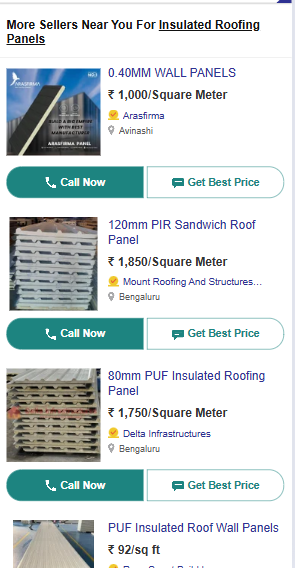 More Sellers Near You For Insulated Roofing
Panels
0.40MM WALL PANELS
₹ 1,000/Square Meter
Arasfirma
Avinashi
ARASFIRMA
BUILD A BIG EMPIRE
WITH BEST
MANUFACTURER
ARRAFIRMA PANEL
Call Now
Get Best Price
120mm PIR Sandwich Roof
Panel
₹ 1,850/Square Meter
Mount Roofing And Structures...
Bengaluru
Call Now
Get Best Price
80mm PUF Insulated Roofing
Panel
₹ 1,750/Square Meter
Delta Infrastructures
Bengaluru
Call Now
Get Best Price
PUF Insulated Roof Wall Panels
₹ 92/sq ft